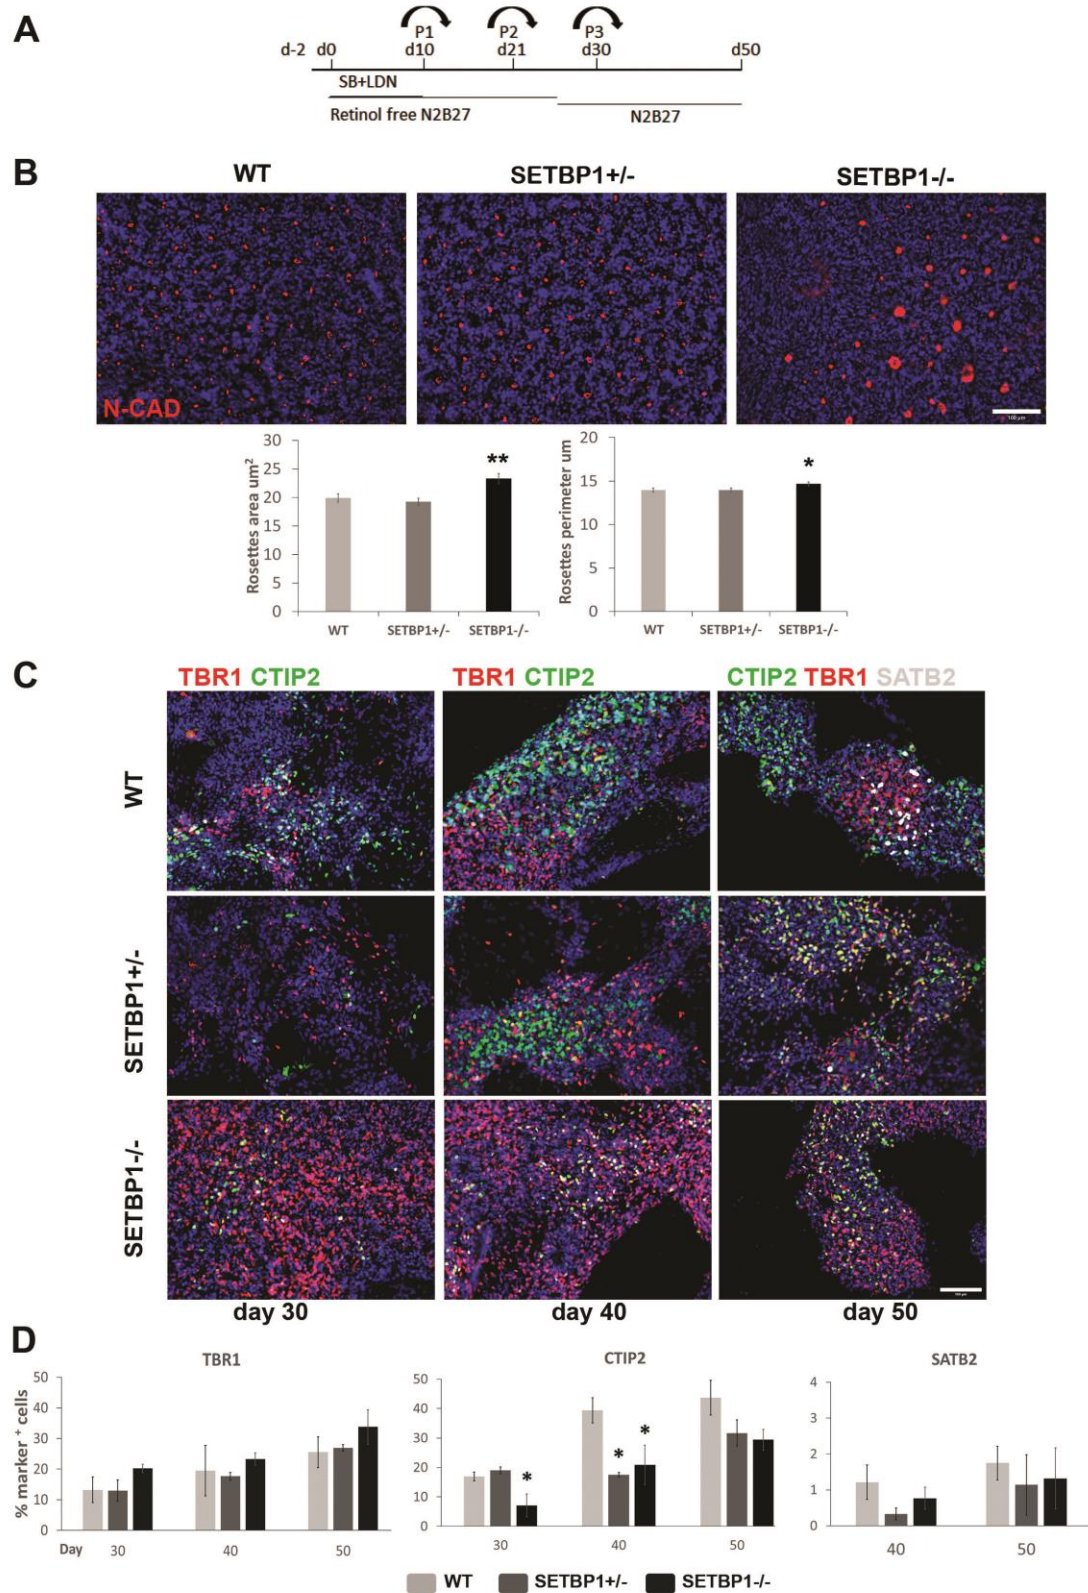 A
P1 P2 P3
d-2 d0 d10 d21 d30 d50
SB+LDN
Retinol free N2B27 N2B27
B
WT SETBP1+/- SETBP1-/-
N-CAD
100 µm
Rosettes area um²
30
25
20
15
10
5
0
WT SETBP1+/- SETBP1-/-
**
Rosettes perimeter um
20
15
10
5
0
WT SETBP1+/- SETBP1-/-
*
C
TBR1 CTIP2 TBR1 CTIP2 CTIP2 TBR1 SATB2
WT
SETBP1+/-
SETBP1-/-
100 µm
day 30 day 40 day 50
D
TBR1
% marker + cells
50
40
30
20
10
0
Day 30 40 50
CTIP2
50
40
30
20
10
0
* * *
30 40 50
SATB2
4
3
2
1
0
40 50
WT SETBP1+/- SETBP1-/-